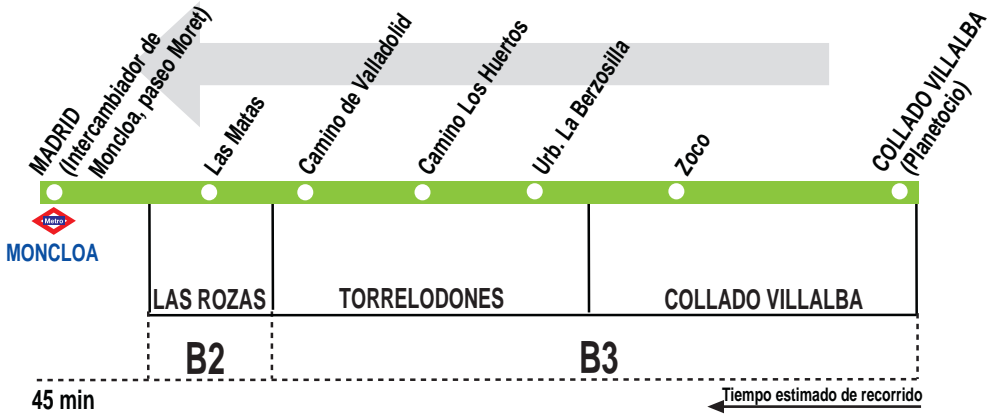 MADRID
(Intercambiador de
Moncloa, paseo Moret)
Las Matas
Camino de Valladolid
Camino Los Huertos
Urb. La Berzosilla
Zoco
COLLADO VILLALBA
(Planetocio)
Metro
MONCLOA
LAS ROZAS
TORRELODONES
COLLADO VILLALBA
B2
B3
45 min
Tiempo estimado de recorrido